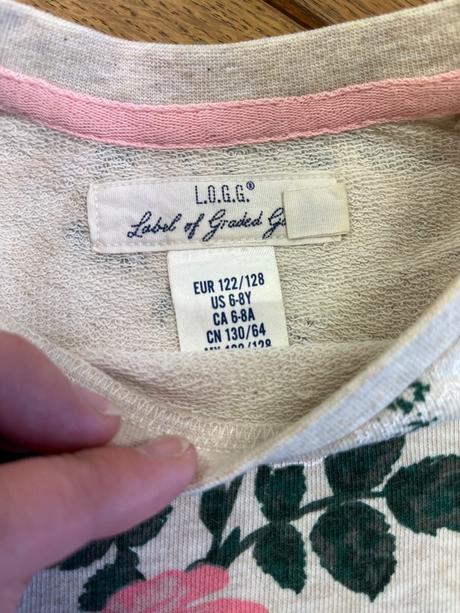 L.O.G.G.®
Label of Graded
EUR 122/128
US 6-8Y
CA 6-8A
CN 130/64